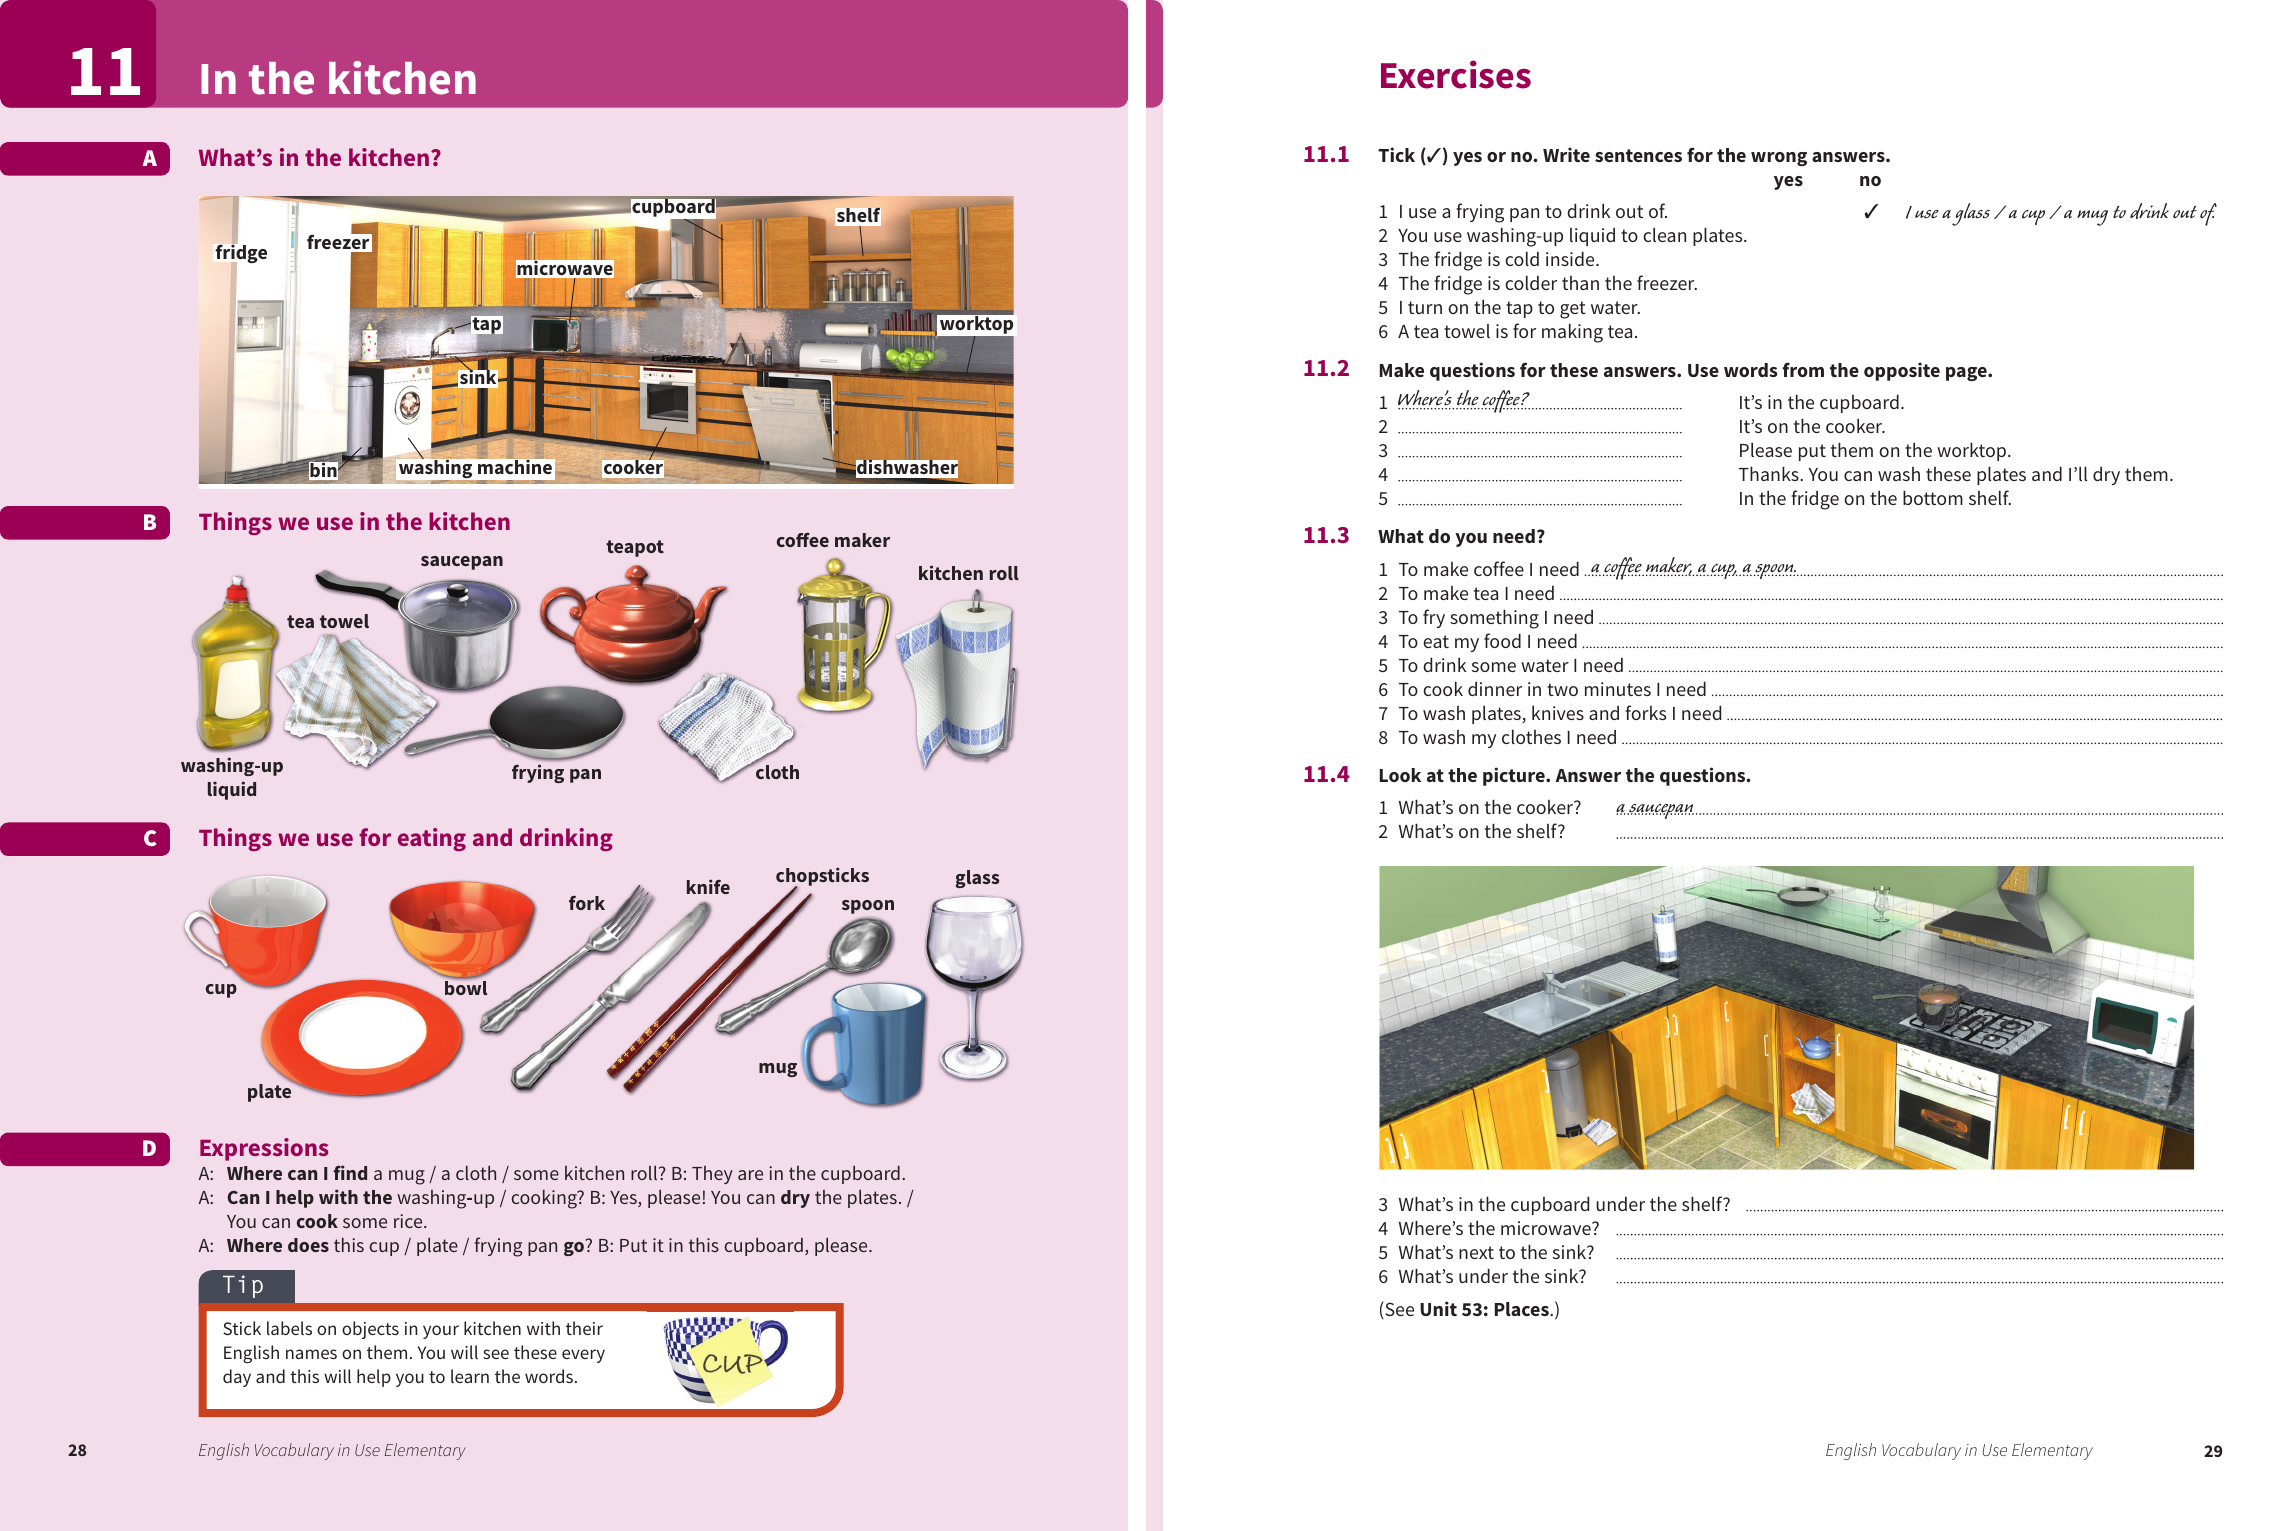 11
In the kitchen
A
What's in the kitchen?
cupboard
shelf
fridge
freezer
microwave
tap
worktop
sink
bin
washing machine
cooker
dishwasher
B
Things we use in the kitchen
saucepan
teapot
coffee maker
kitchen roll
tea towel
washing-up
liquid
frying pan
cloth
C
Things we use for eating and drinking
cup
bowl
fork
knife
chopsticks
spoon
glass
plate
mug
D
Expressions
A: Where can I find a mug / a cloth / some kitchen roll? B: They are in the cupboard.
A: Can I help with the washing-up / cooking? B: Yes, please! You can dry the plates. /
You can cook some rice.
A: Where does this cup / plate / frying pan go? B: Put it in this cupboard, please.
Tip
Stick labels on objects in your kitchen with their
English names on them. You will see these every
day and this will help you to learn the words.
CUP
28
English Vocabulary in Use Elementary
Exercises
11.1 Tick (✓) yes or no. Write sentences for the wrong answers.
yes no
1 I use a frying pan to drink out of. ✓ I use a glass / a cup / a mug to drink out of.
2 You use washing-up liquid to clean plates.
3 The fridge is cold inside.
4 The fridge is colder than the freezer.
5 I turn on the tap to get water.
6 A tea towel is for making tea.
11.2 Make questions for these answers. Use words from the opposite page.
1 Where's the coffee? It's in the cupboard.
2 It's on the cooker.
3 Please put them on the worktop.
4 Thanks. You can wash these plates and I'll dry them.
5 In the fridge on the bottom shelf.
11.3 What do you need?
1 To make coffee I need a coffee maker, a cup, a spoon.
2 To make tea I need
3 To fry something I need
4 To eat my food I need
5 To drink some water I need
6 To cook dinner in two minutes I need
7 To wash plates, knives and forks I need
8 To wash my clothes I need
11.4 Look at the picture. Answer the questions.
1 What's on the cooker? a saucepan
2 What's on the shelf?
3 What's in the cupboard under the shelf?
4 Where's the microwave?
5 What's next to the sink?
6 What's under the sink?
(See Unit 53: Places.)
English Vocabulary in Use Elementary
29